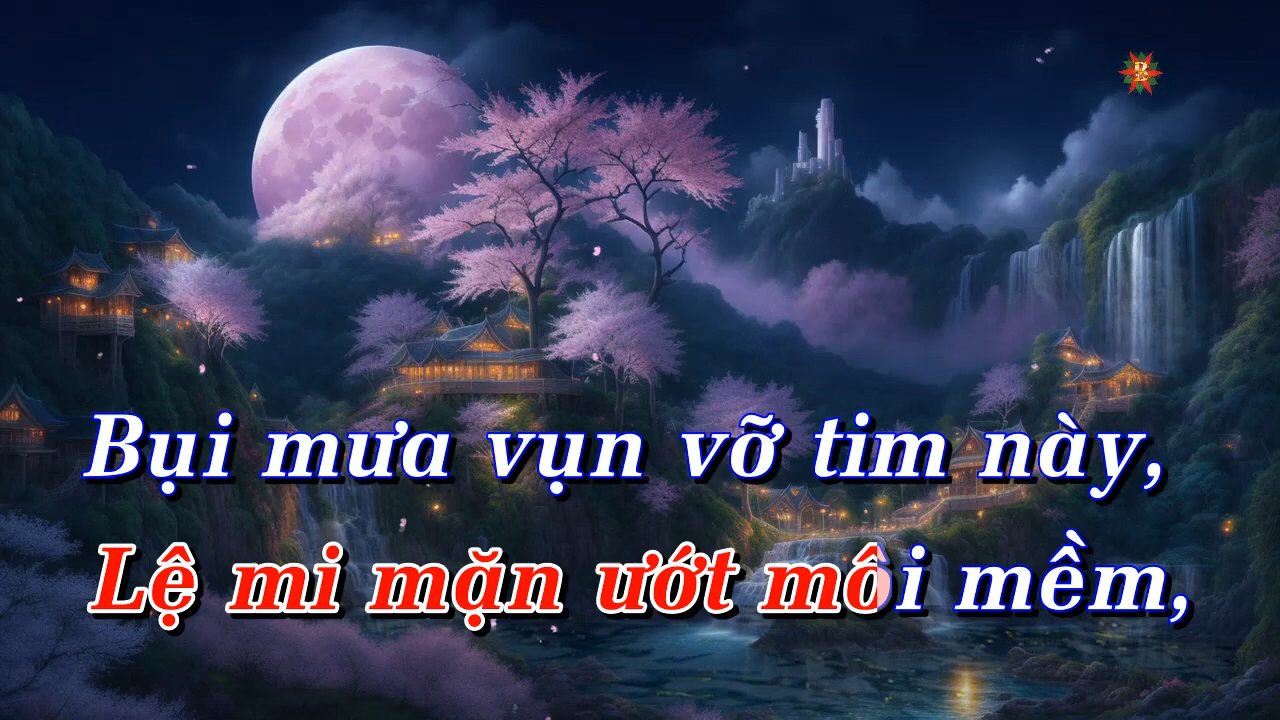 B
Bụi mưa vụn vỡ tim này,
Lệ mi mặn ướt môi mềm,